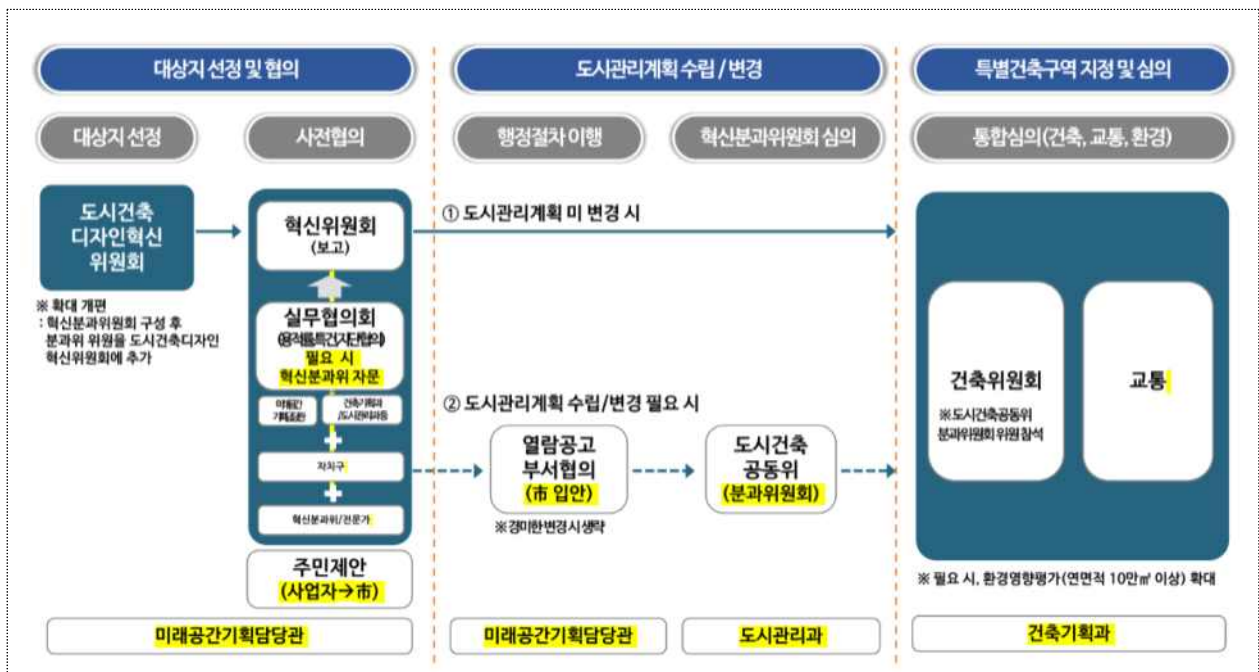 대상지 선정 및 협의
도시관리계획 수립 / 변경
특별건축구역 지정 및 심의
대상지 선정
사전협의
행정절차 이행
혁신분과위원회 심의
통합심의(건축, 교통, 환경)
도시건축
디자인혁신
위원회
※ 확대 개편
: 혁신분과위원회 구성 후
분과위 위원을 도시건축디자인
혁신위원회에 추가
혁신위원회
(보고)
실무협의회
필요 시
혁신분과위 자문
건축기획과
/도시관리과등
자치구
혁신분과위/전문가
주민제안
(사업자→市)
① 도시관리계획 미 변경 시
② 도시관리계획 수립/변경 필요 시
열람공고
부서협의
(市 입안)
※경미한 변경 시 생략
도시건축
공동위
(분과위원회)
건축위원회
※도시건축공동위
분과위원회 위원 참석
교통
※ 필요 시, 환경영향평가(연면적 10만㎡ 이상) 확대
미래공간기획담당관
미래공간기획담당관
도시관리과
건축기획과